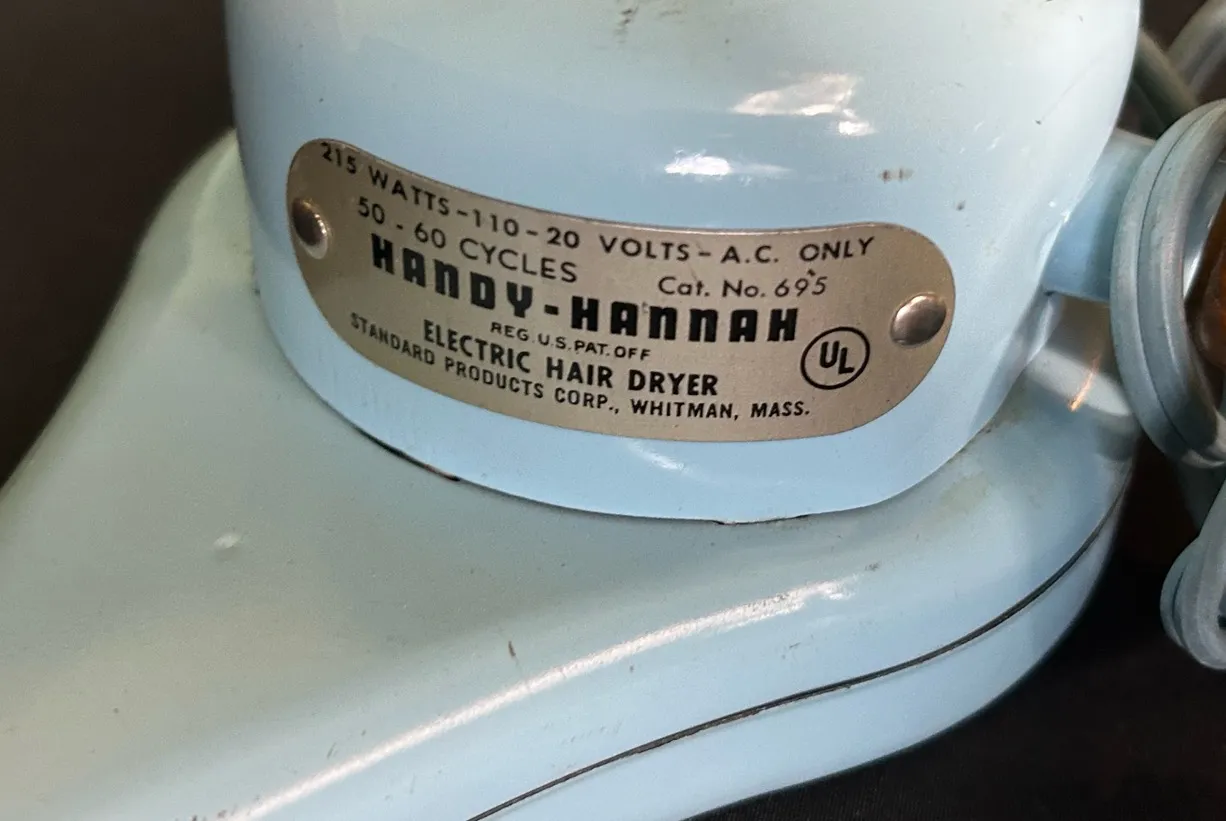 215 WATTS-110-20 VOLTS-A.C. ONLY
50-60 CYCLES Cat. No. 695
HANDY-HANNAH
REG. U.S. PAT. OFF
ELECTRIC HAIR DRYER
STANDARD PRODUCTS CORP., WHITMAN, MASS.
UL